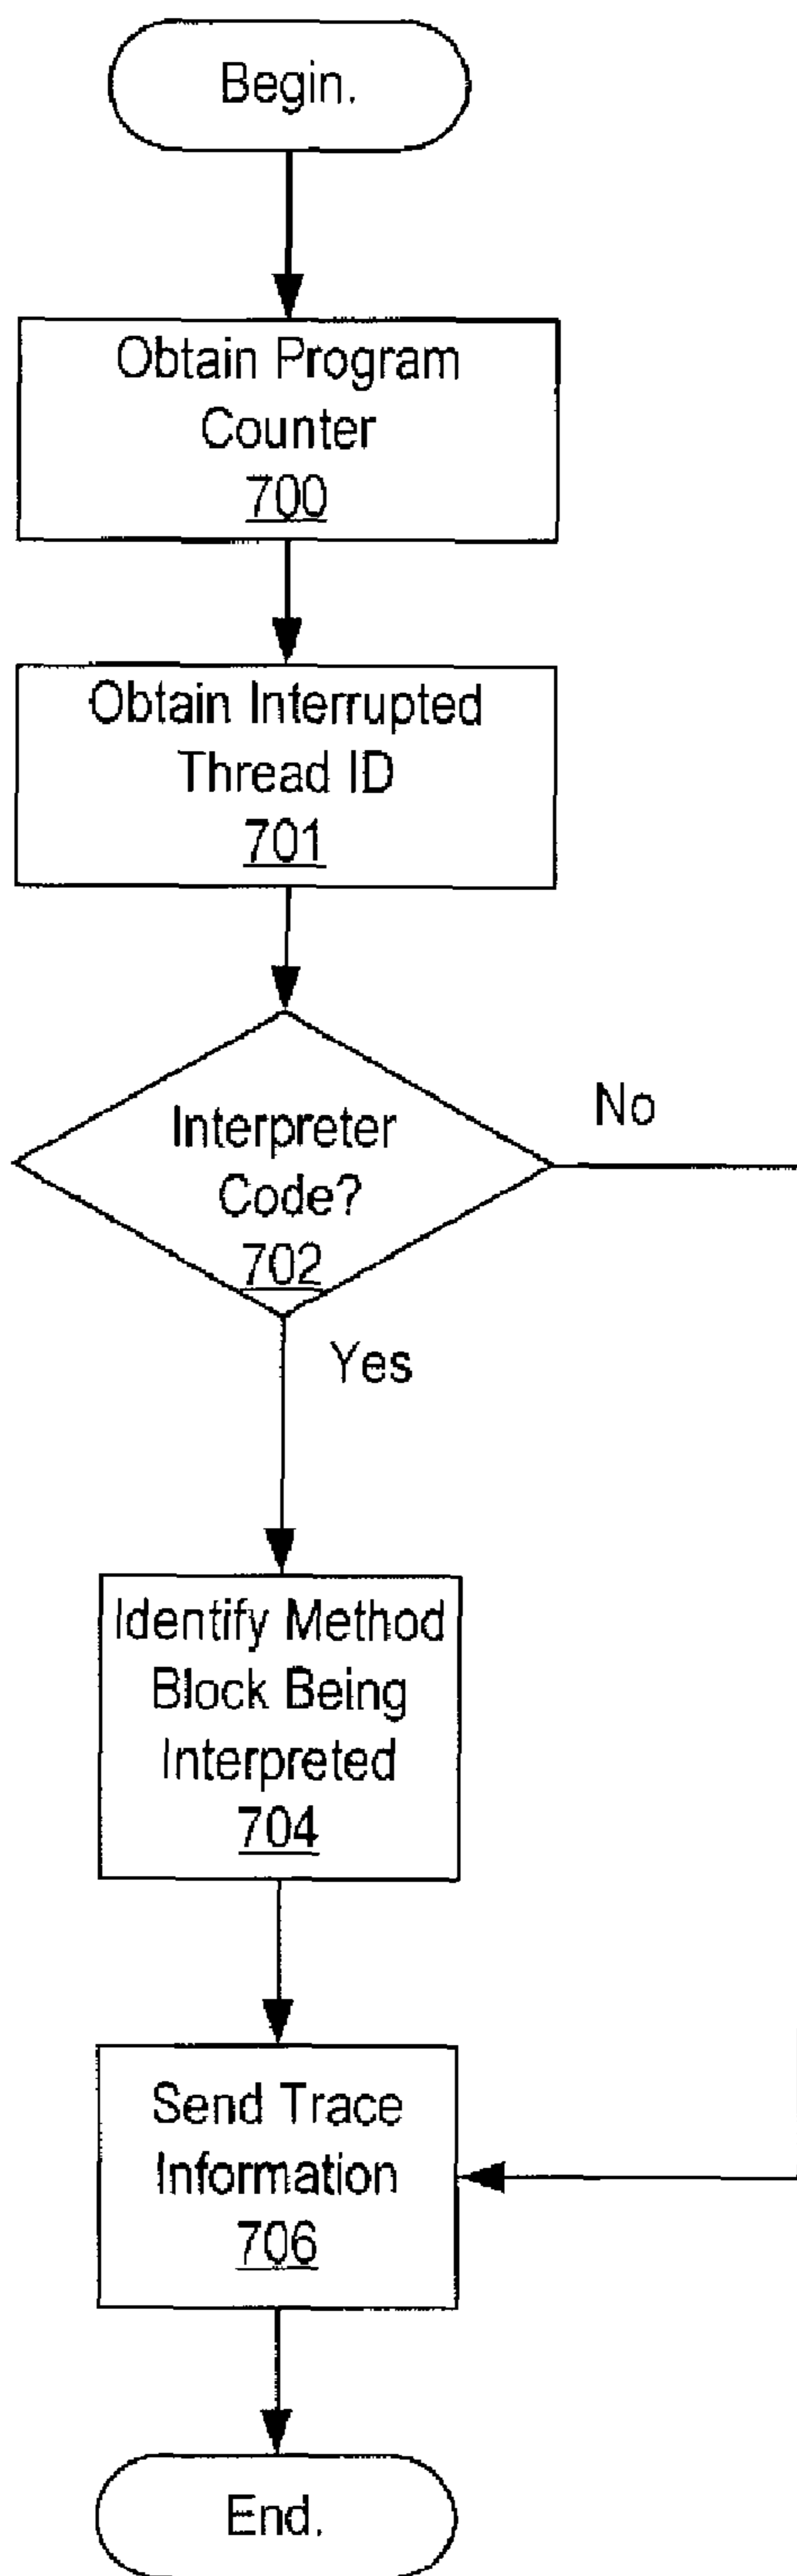 Begin.
Obtain Program
Counter
700
Obtain Interrupted
Thread ID
701
Interpreter
Code?
702
No
Yes
Identify Method
Block Being
Interpreted
704
Send Trace
Information
706
End.